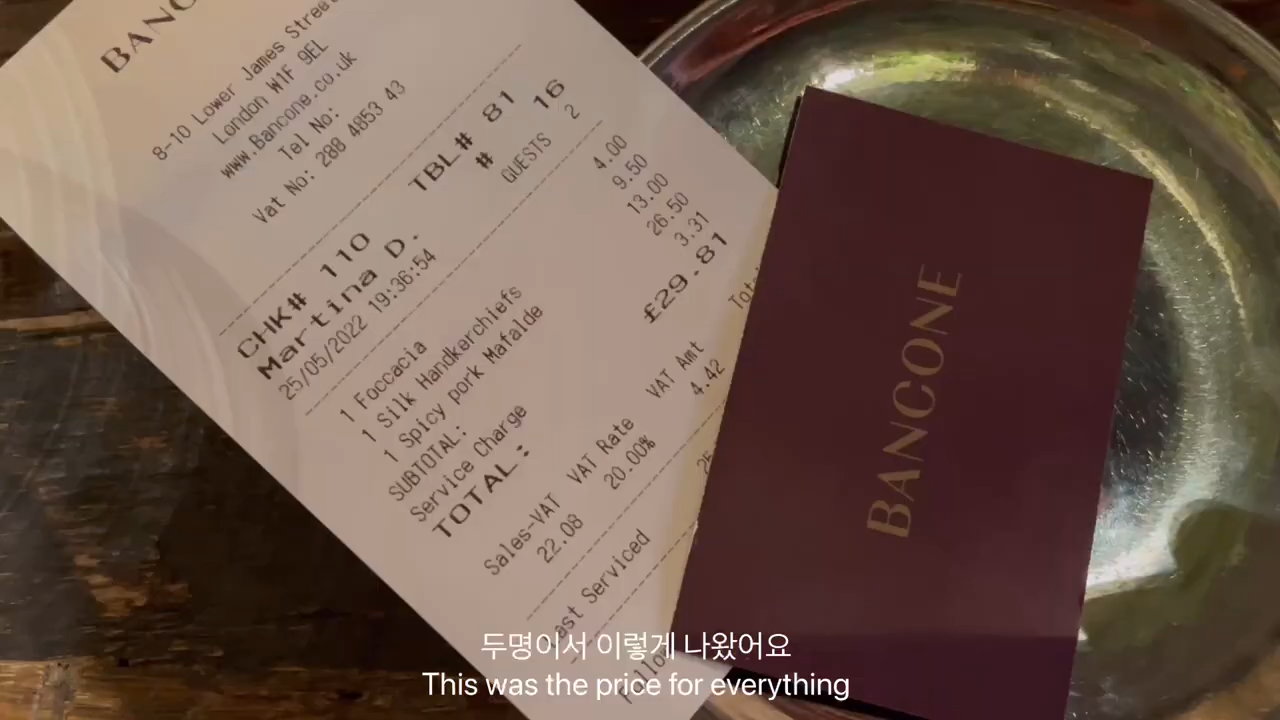 8-10 Lower James Street
London W1F 9EL
www.Bancone.co.uk
Tel No:
Vat No: 288 4853 43
CHK# 110 TBL# 81
Martina D. # 16
25/05/2022 19:36:54 GUESTS 2
1 Foccacia 4.00
1 Silk Handkerchiefs 9.50
1 Spicy pork Mafalde 13.00
SUBTOTAL: 26.50
Service Charge 3.31
TOTAL: £29.81
Sales-VAT VAT Rate VAT Amt
22.08 20.00% 4.42
Serviced
BANCONE
두명이서 이렇게 나왔어요
This was the price for everything